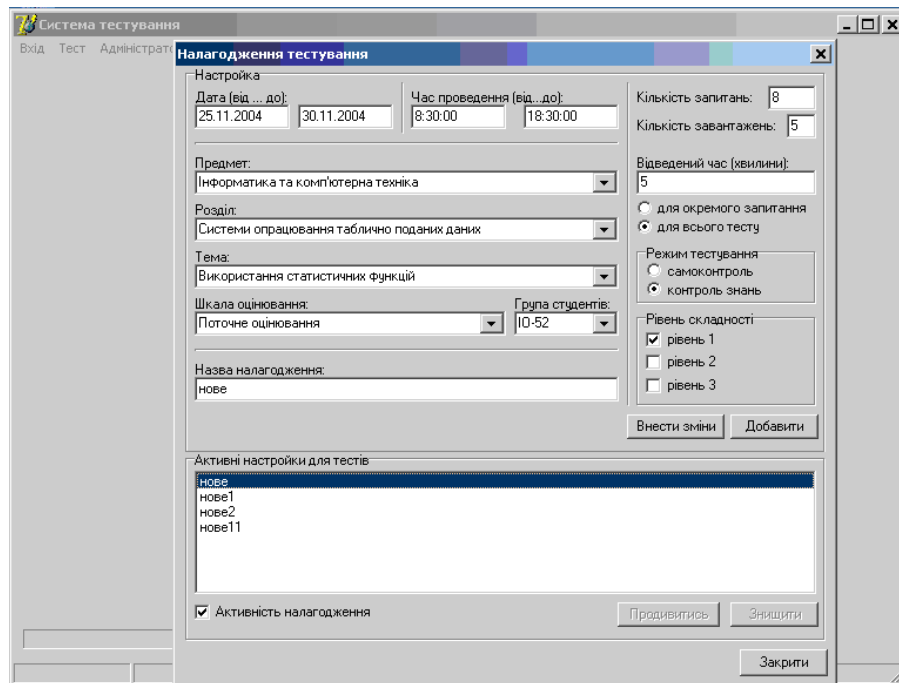 Система тестування
Вхід Тест Адміністрато
Налагодження тестування
Настройка
Дата (від ... до):
25.11.2004 30.11.2004
Час проведення (від...до):
8:30:00 18:30:00
Кількість запитань: 8
Кількість завантажень: 5
Предмет:
Інформатика та комп'ютерна техніка
Розділ:
Системи опрацювання таблично поданих даних
Тема:
Використання статистичних функцій
Шкала оцінювання:
Поточне оцінювання
Група студентів:
ІО-52
Назва налагодження:
нове
Відведений час (хвилини):
5
для окремого запитання
для всього тесту
Режим тестування
самоконтроль
контроль знань
Рівень складності
рівень 1
рівень 2
рівень 3
Внести зміни Добавити
Активні настройки для тестів
нове
нове1
нове2
нове11
Активність налагодження
Продивитись Знищити
Закрити